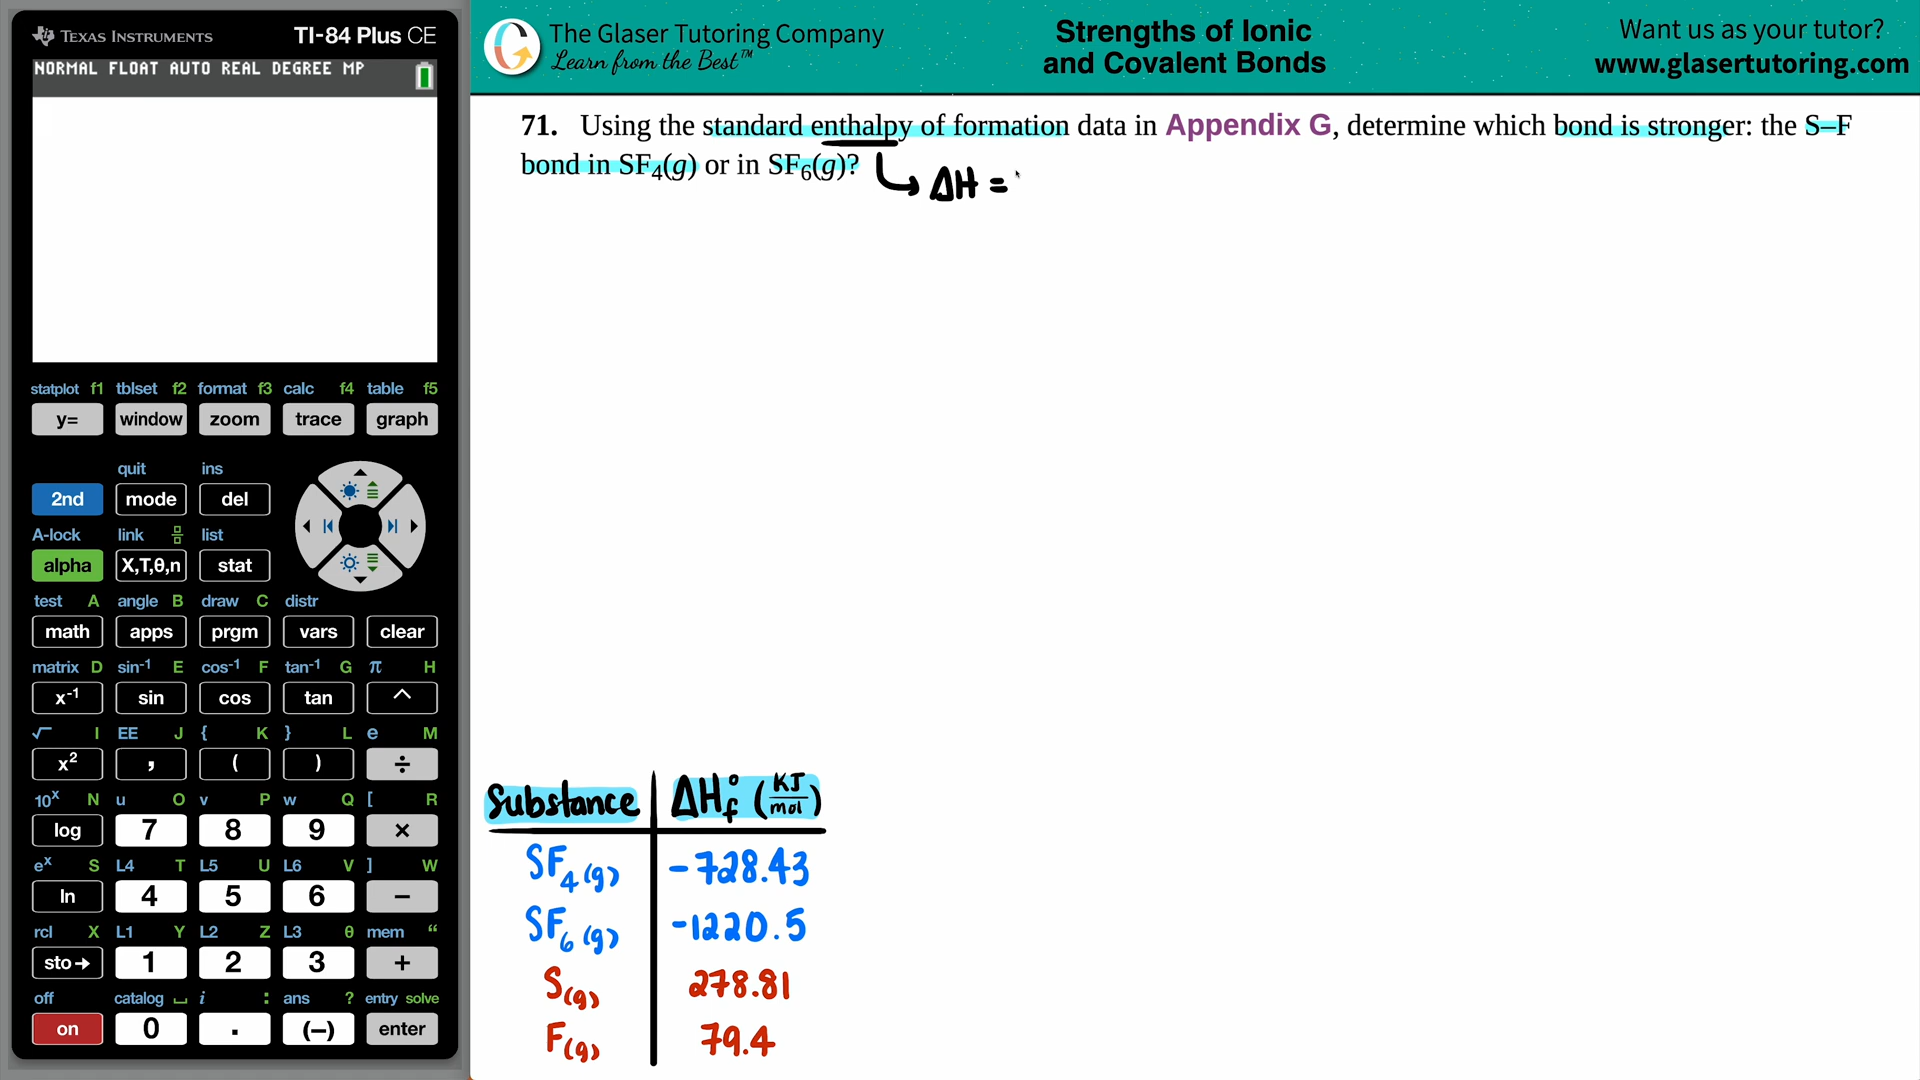 TEXAS INSTRUMENTS TI-84 Plus CE
NORMAL FLOAT AUTO REAL DEGREE MP
statplot f1 tblset f2 format f3 calc f4 table f5
y= window zoom trace graph
quit ins
2nd mode del
A-lock link list
alpha X,T,θ,n stat
test A angle B draw C distr
math apps prgm vars clear
matrix D sin⁻¹ E cos⁻¹ F tan⁻¹ G π H
x⁻¹ sin cos tan ^
√ I EE J { K } L e M
x² , ( ) ÷
10ˣ N u O v P w Q [ R
log 7 8 9 ×
eˣ S L4 T L5 U L6 V ] W
ln 4 5 6 −
rcl X L1 Y L2 Z L3 θ mem “
sto→ 1 2 3 +
off catalog ⎵ i : ans ? entry solve
on 0 . (−) enter
The Glaser Tutoring Company
Learn from the Best™
Strengths of Ionic
and Covalent Bonds
Want us as your tutor?
www.glasertutoring.com
71. Using the standard enthalpy of formation data in Appendix G, determine which bond is stronger: the S–F
bond in SF₄(g) or in SF₆(g)?
ΔH =
Substance ΔH°f (KJ/mol)
SF₄(g) -728.43
SF₆(g) -1220.5
S(g) 278.81
F(g) 79.4